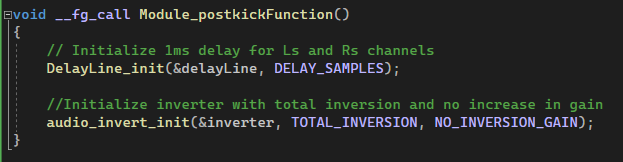 void __fg_call Module_postkickFunction()
{
// Initialize 1ms delay for Ls and Rs channels
DelayLine_init(&delayLine, DELAY_SAMPLES);
//Initialize inverter with total inversion and no increase in gain
audio_invert_init(&inverter, TOTAL_INVERSION, NO_INVERSION_GAIN);
}